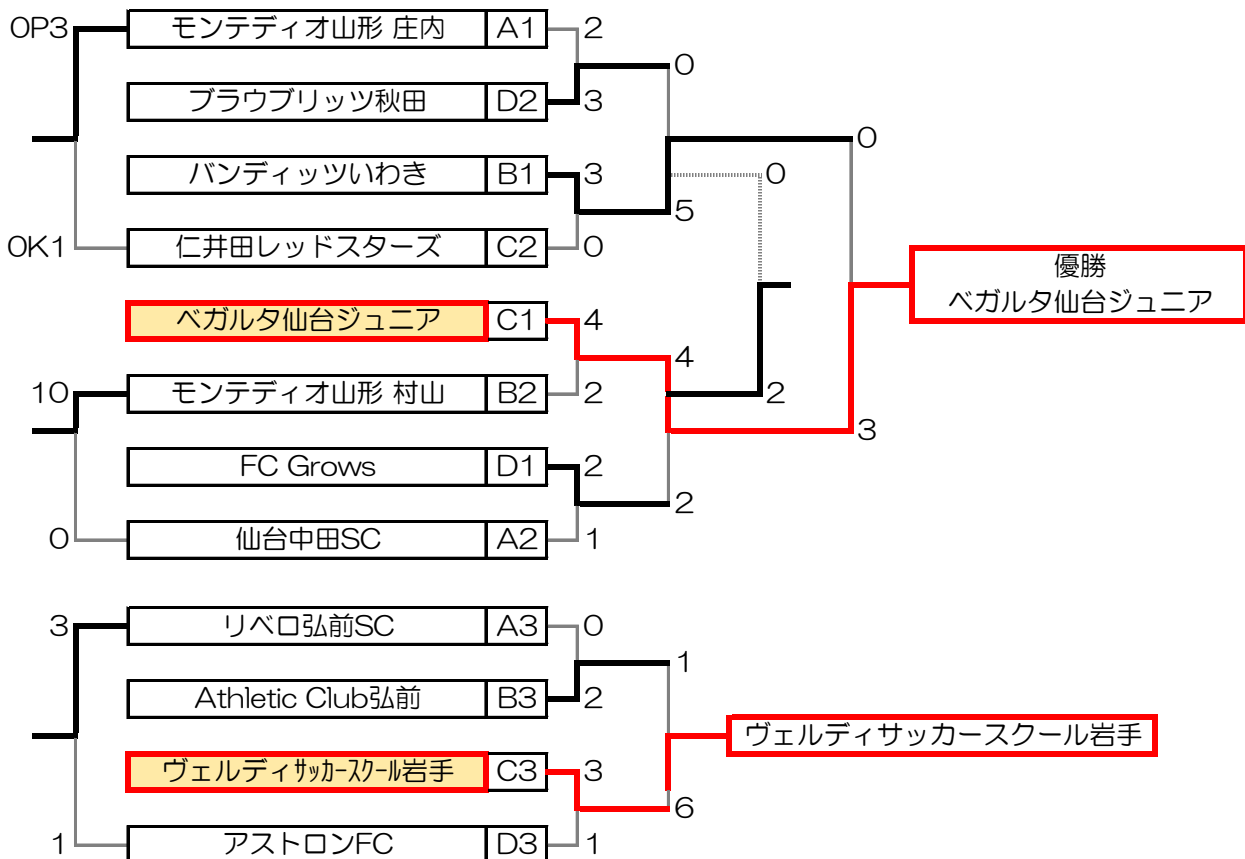 0P3 モンテディオ山形 庄内 A1 2
0
ブラウブリッツ秋田 D2 3
0
バンディッツいわき B1 3 0
5
0K1 仁井田レッドスターズ C2 0
優勝
ベガルタ仙台ジュニア
ベガルタ仙台ジュニア C1 4
4
10 モンテディオ山形 村山 B2 2 2
3
FC Grows D1 2
2
0 仙台中田SC A2 1
3 リベロ弘前SC A3 0
1
Athletic Club弘前 B3 2
ヴェルディサッカースクール岩手
ヴェルディｻｯｶｰｽｸｰﾙ岩手 C3 3
6
1 アストロンFC D3 1